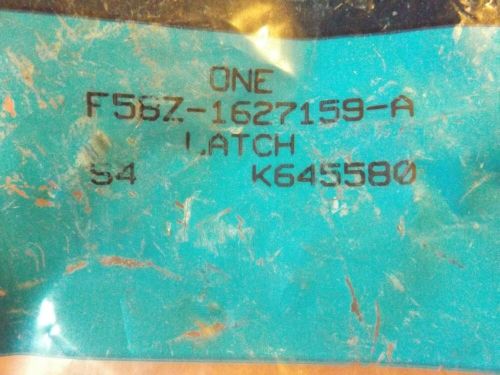 ONE
F58Z-1627159-A
LATCH
S4 K645580